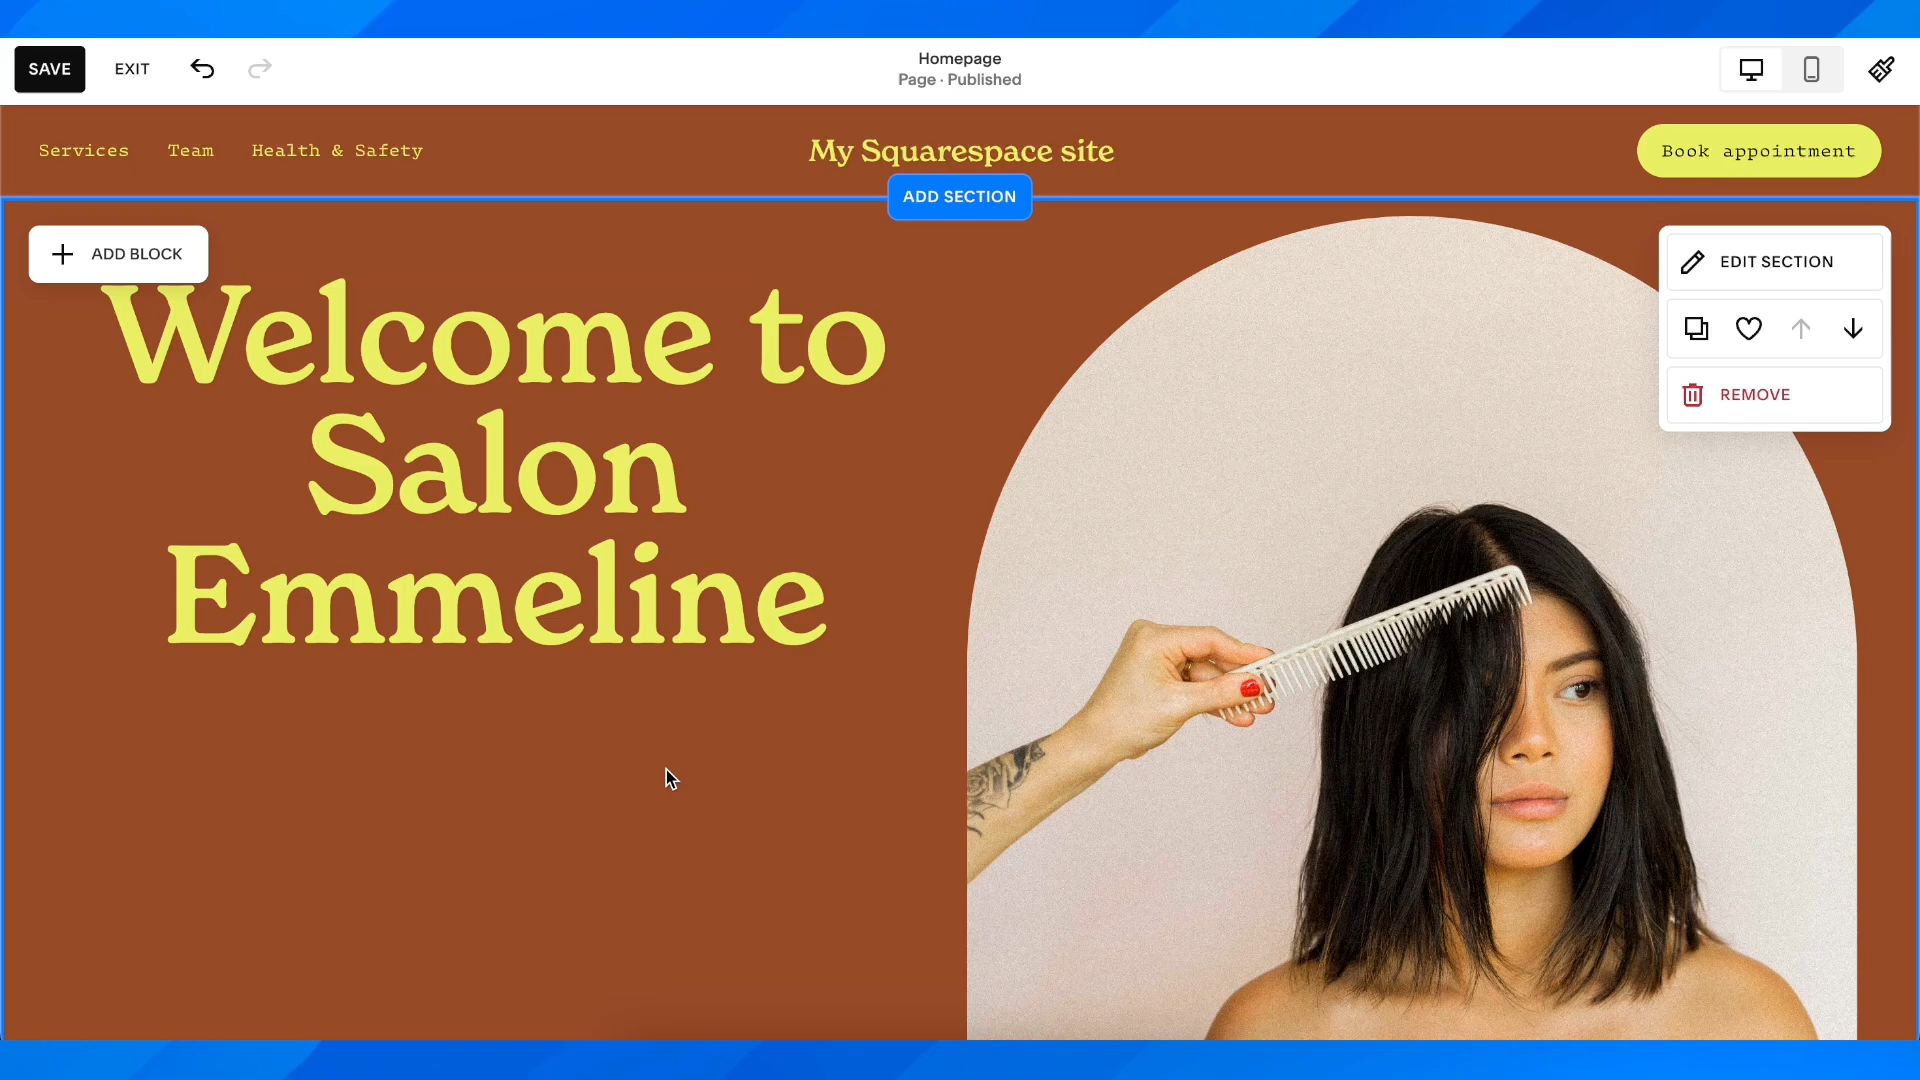 SAVE
EXIT
Homepage
Page · Published
Services
Team
Health & Safety
My Squarespace site
Book appointment
ADD SECTION
ADD BLOCK
EDIT SECTION
REMOVE
Welcome to
Salon
Emmeline